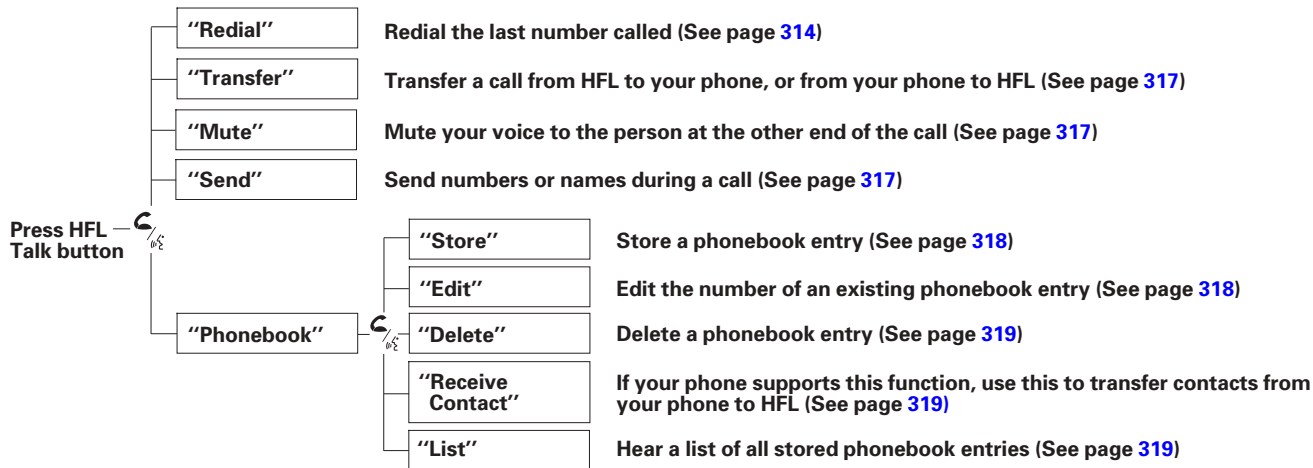 "Redial" Redial the last number called (See page 314)
"Transfer" Transfer a call from HFL to your phone, or from your phone to HFL (See page 317)
"Mute" Mute your voice to the person at the other end of the call (See page 317)
"Send" Send numbers or names during a call (See page 317)
Press HFL
Talk button
"Phonebook"
"Store" Store a phonebook entry (See page 318)
"Edit" Edit the number of an existing phonebook entry (See page 318)
"Delete" Delete a phonebook entry (See page 319)
"Receive
Contact"
If your phone supports this function, use this to transfer contacts from
your phone to HFL (See page 319)
"List" Hear a list of all stored phonebook entries (See page 319)